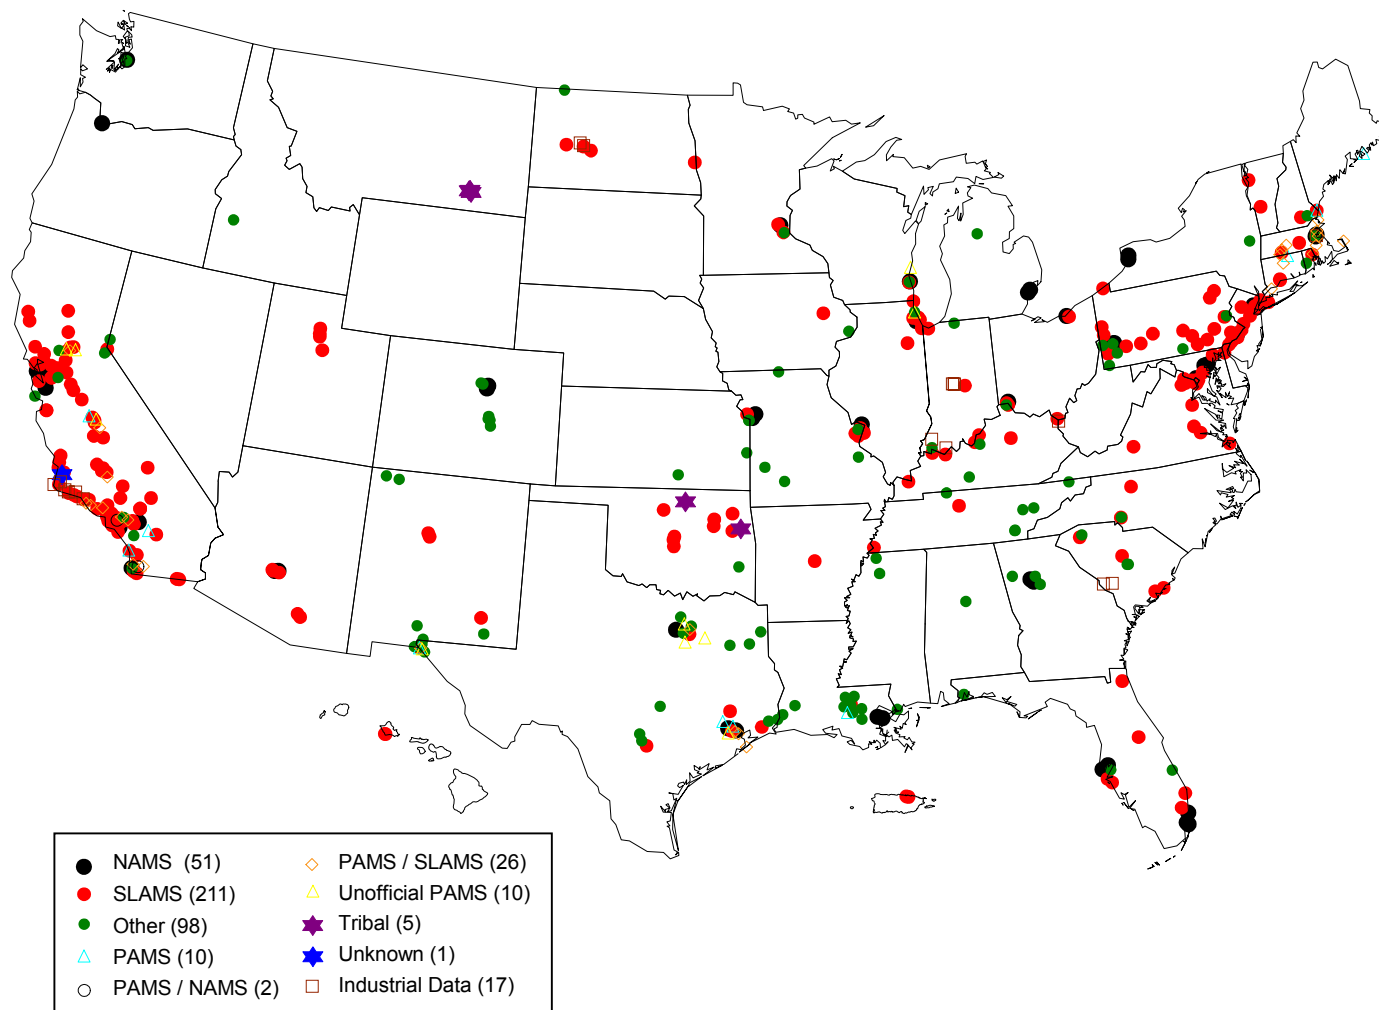 NAMS (51)
SLAMS (211)
Other (98)
PAMS (10)
PAMS / NAMS (2)
PAMS / SLAMS (26)
Unofficial PAMS (10)
Tribal (5)
Unknown (1)
Industrial Data (17)